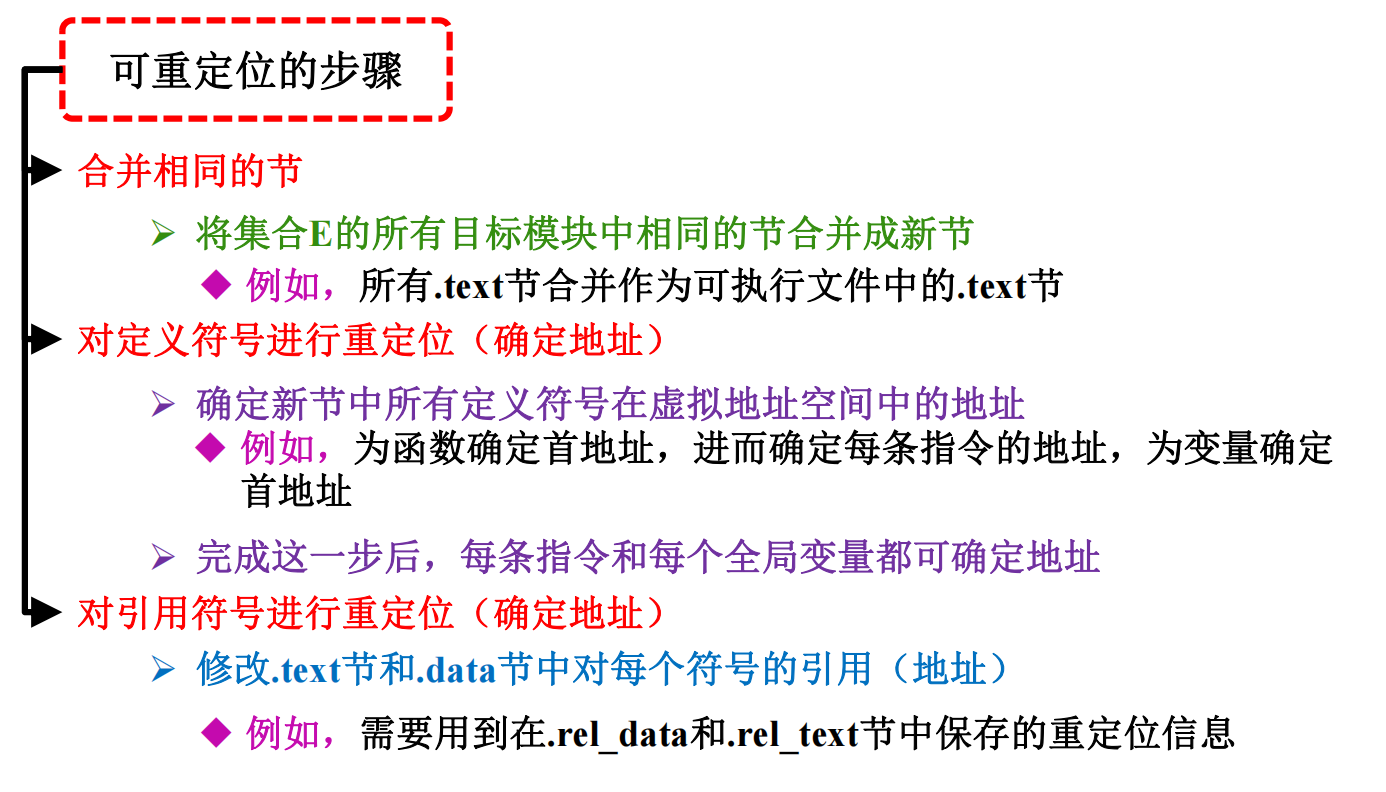 可重定位的步骤
合并相同的节
将集合E的所有目标模块中相同的节合并成新节
例如，所有.text节合并作为可执行文件中的.text节
对定义符号进行重定位（确定地址）
确定新节中所有定义符号在虚拟地址空间中的地址
例如，为函数确定首地址，进而确定每条指令的地址，为变量确定
首地址
完成这一步后，每条指令和每个全局变量都可确定地址
对引用符号进行重定位（确定地址）
修改.text节和.data节中对每个符号的引用（地址）
例如，需要用到在.rel_data和.rel_text节中保存的重定位信息